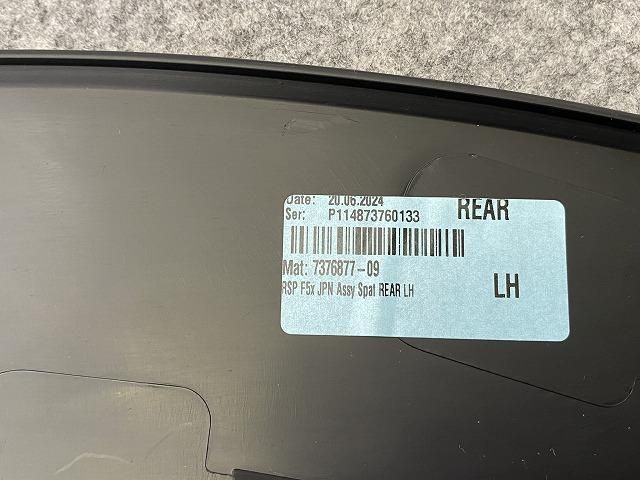 Date: 20.06.2024
Ser: P114873760133
REAR
Mat: 7376877-09
RSP F5x JPN Assy Spat REAR LH
LH